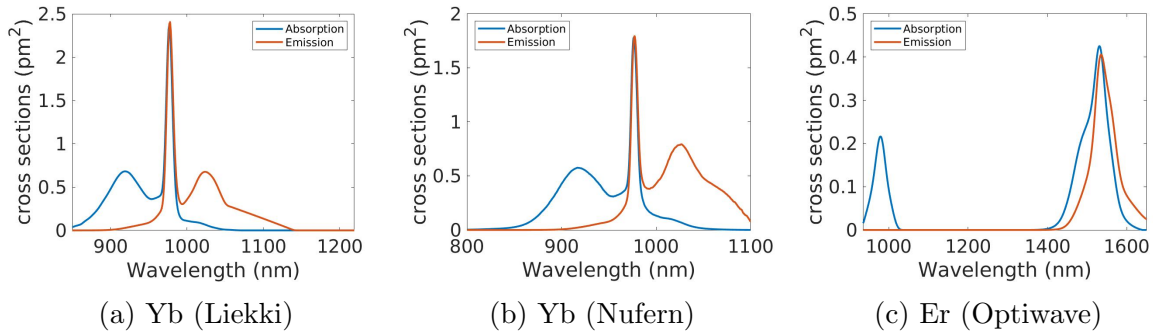 2.5
2
1.5
1
0.5
0
cross sections (pm²)
Absorption
Emission
900
1000
1100
1200
Wavelength (nm)
(a) Yb (Liekki)
2
1.5
1
0.5
0
cross sections (pm²)
Absorption
Emission
800
900
1000
1100
Wavelength (nm)
(b) Yb (Nufern)
0.5
0.4
0.3
0.2
0.1
0
cross sections (pm²)
Absorption
Emission
1000
1200
1400
1600
Wavelength (nm)
(c) Er (Optiwave)